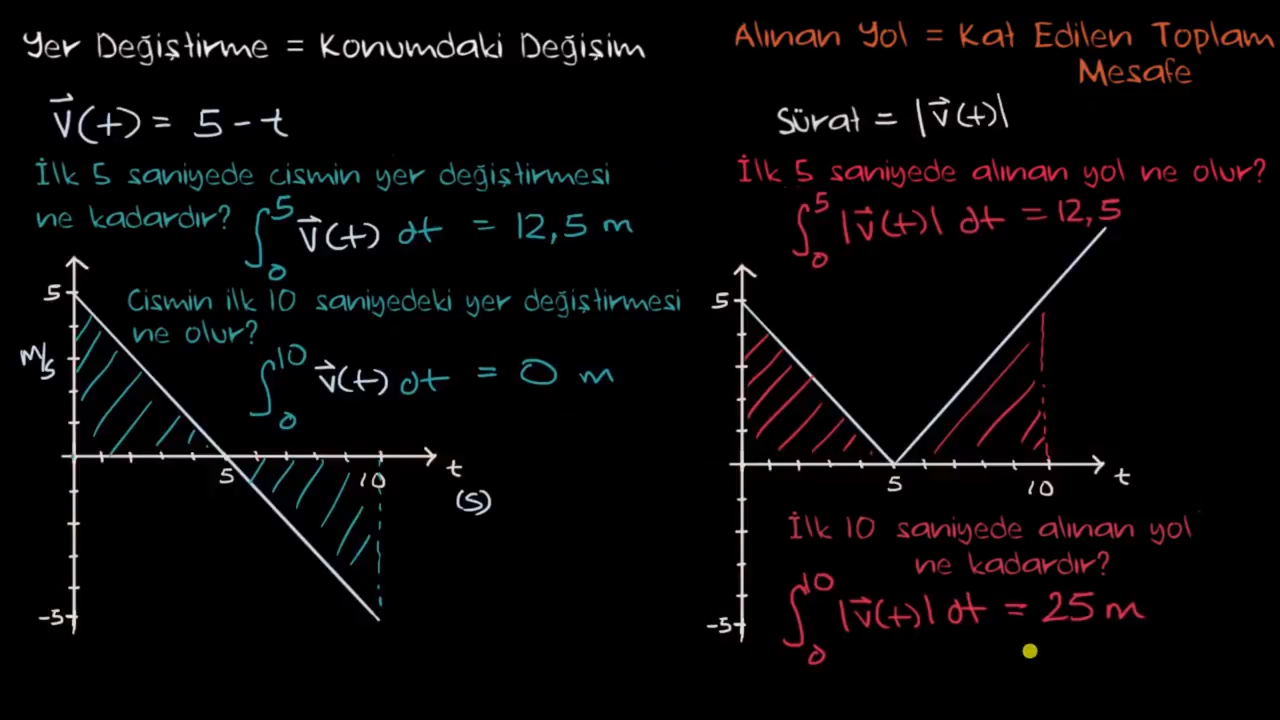 Yer Değiştirme = Konumdaki Değişim
v⃗(t) = 5 - t
İlk 5 saniyede cismin yer değiştirmesi
ne kadardır? ∫₀⁵ v⃗(t) dt = 12,5 m
5
Cismin ilk 10 saniyedeki yer değiştirmesi
ne olur?
M/s
∫₀¹⁰ v⃗(t) dt = 0 m
5
10
t
(s)
-5
Alınan Yol = Kat Edilen Toplam
Mesafe
Sürat = |v⃗(t)|
İlk 5 saniyede alınan yol ne olur?
∫₀⁵ |v⃗(t)| dt = 12,5
5
5
10
t
İlk 10 saniyede alınan yol
ne kadardır?
∫₀¹⁰ |v⃗(t)| dt = 25 m
-5